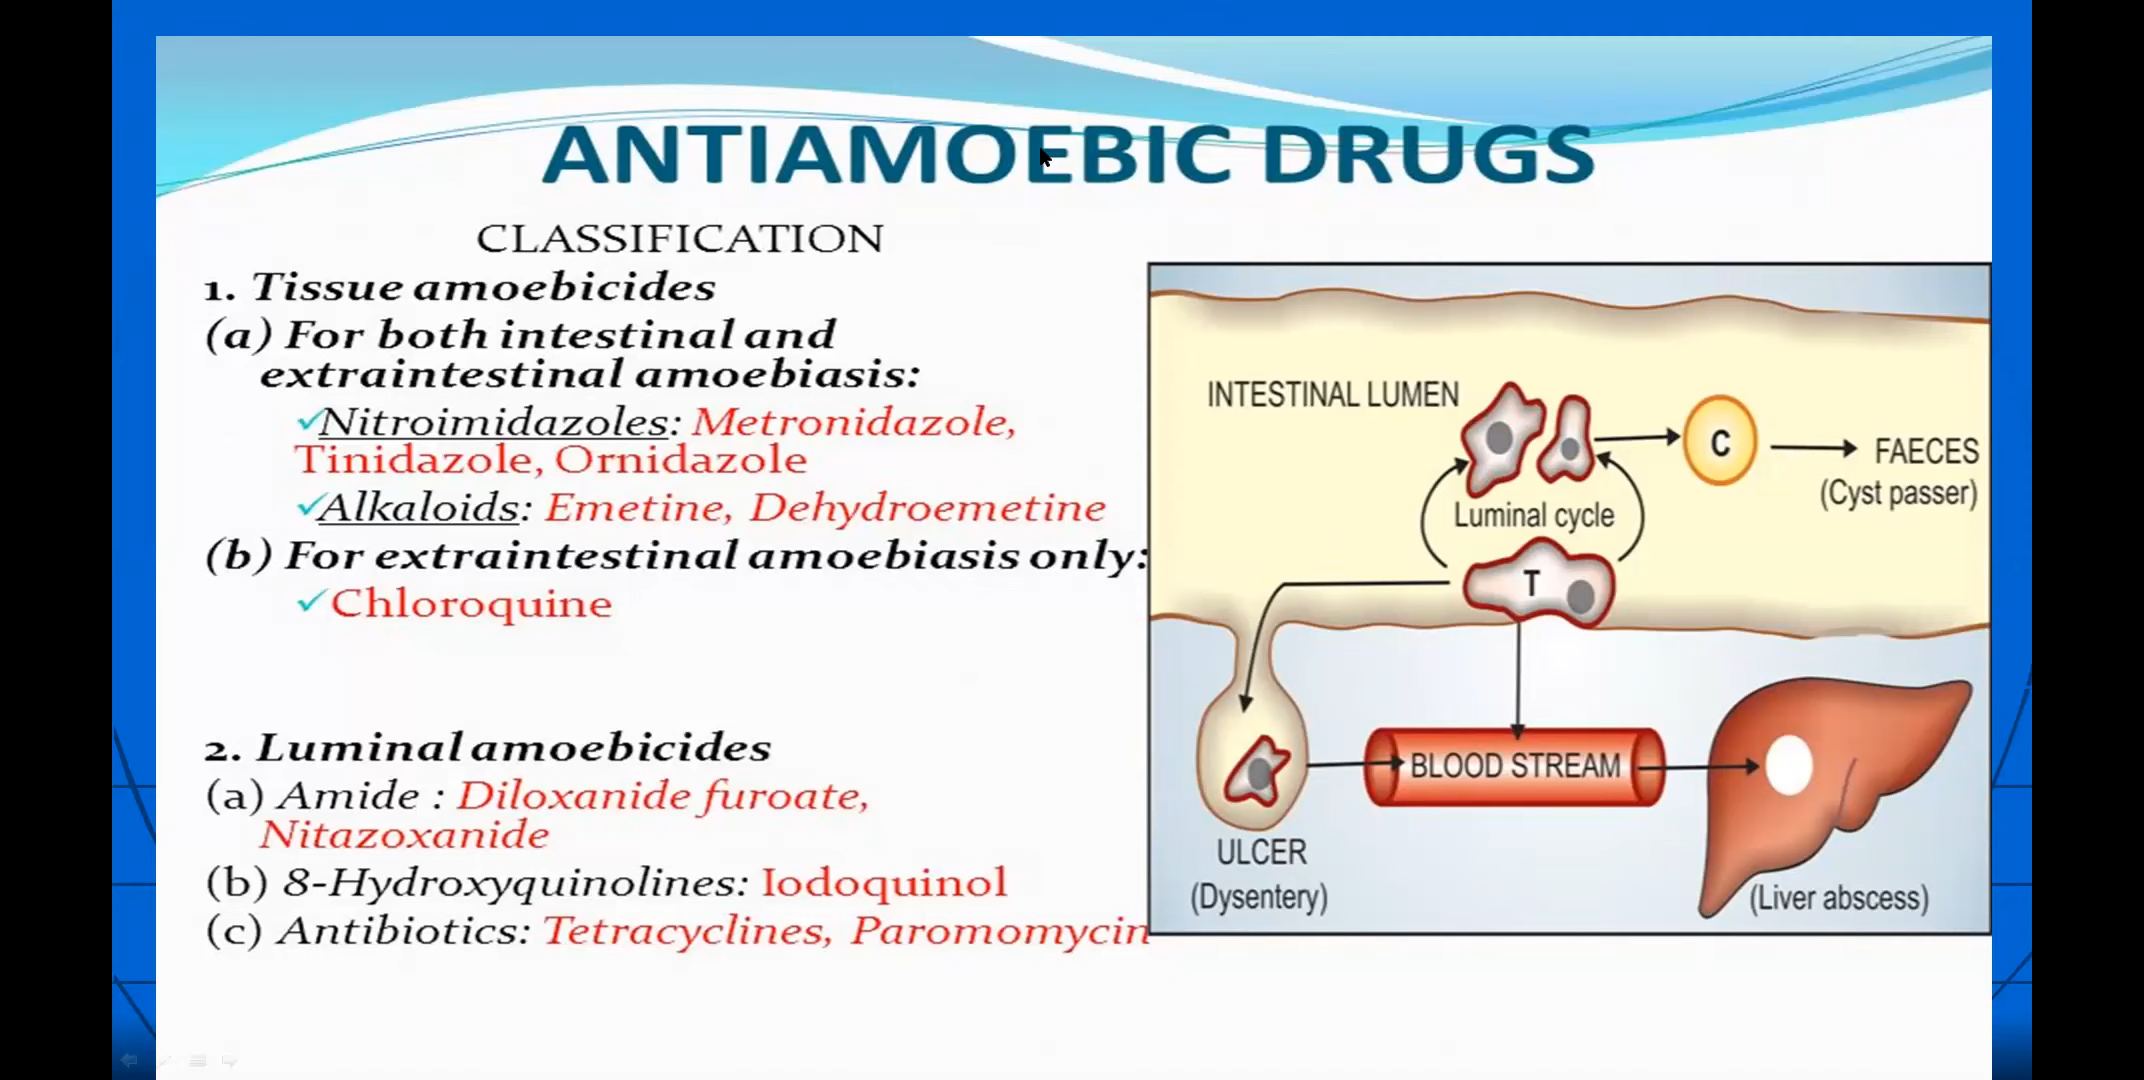 ANTIAMOEBIC DRUGS
CLASSIFICATION
1. Tissue amoebicides
(a) For both intestinal and
extraintestinal amoebiasis:
✓Nitroimidazoles: Metronidazole,
Tinidazole, Ornidazole
✓Alkaloids: Emetine, Dehydroemetine
(b) For extraintestinal amoebiasis only:
✓Chloroquine
2. Luminal amoebicides
(a) Amide : Diloxanide furoate,
Nitazoxanide
(b) 8-Hydroxyquinolines: Iodoquinol
(c) Antibiotics: Tetracyclines, Paromomycin
INTESTINAL LUMEN
C
FAECES
(Cyst passer)
Luminal cycle
T
BLOOD STREAM
ULCER
(Dysentery)
(Liver abscess)